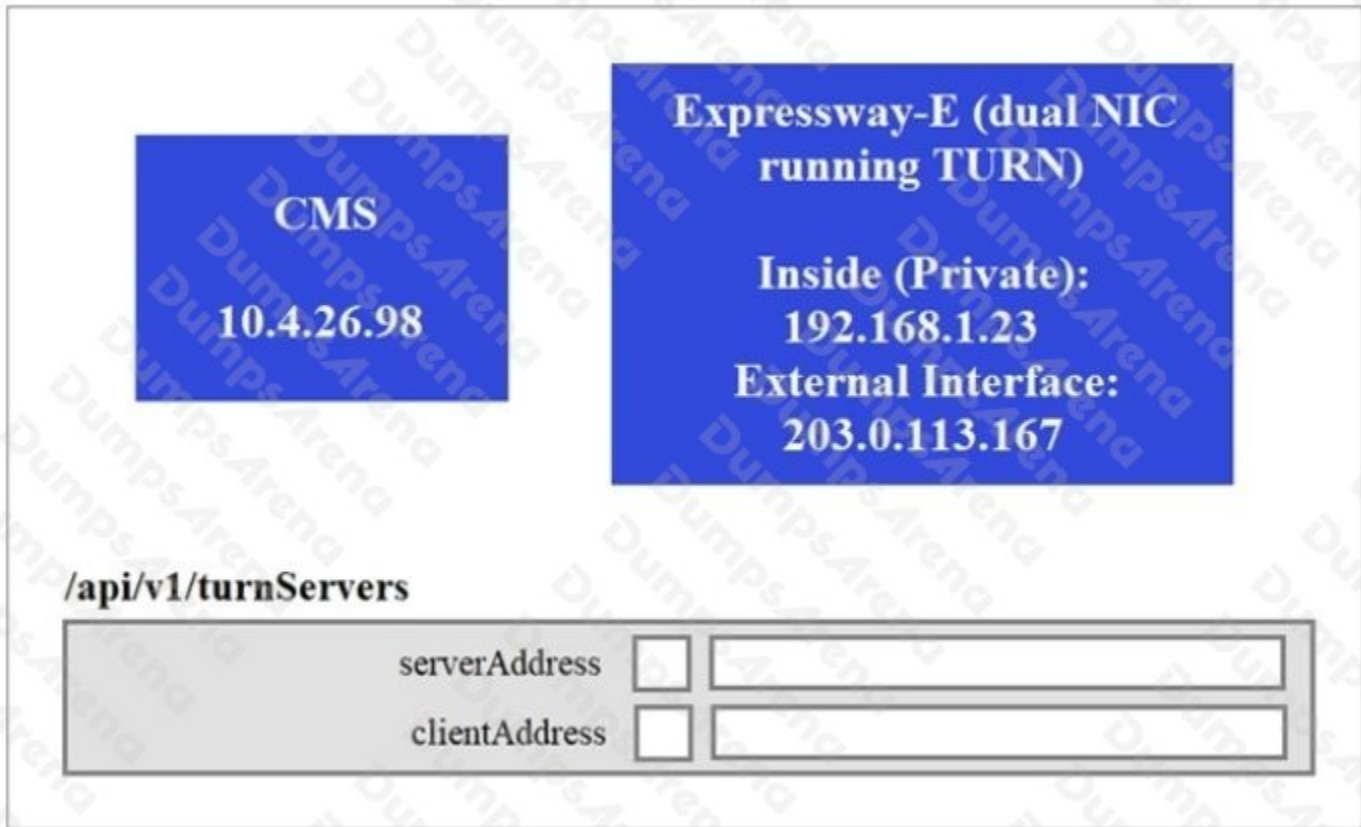 CMS
10.4.26.98
Expressway-E (dual NIC
running TURN)
Inside (Private):
192.168.1.23
External Interface:
203.0.113.167
/api/v1/turnServers
serverAddress
clientAddress
DumpsArena